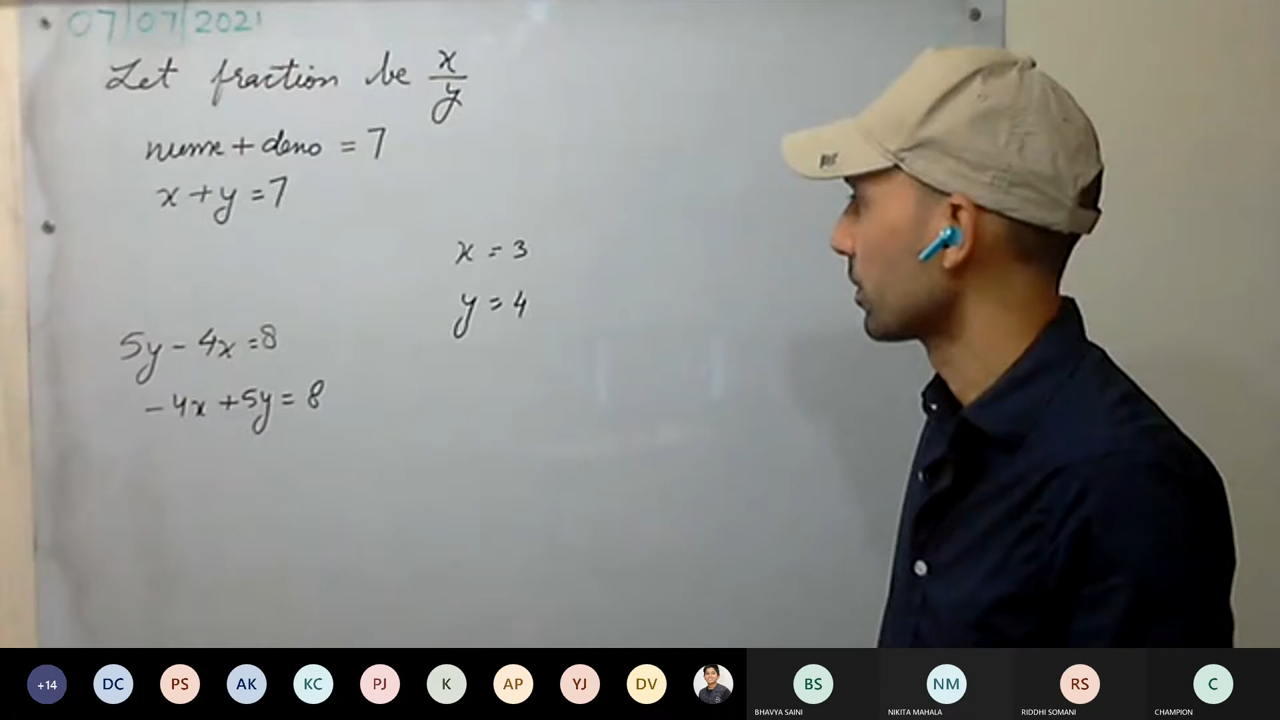 07/07/2021
Let fraction be x/y
nume + deno = 7
x + y = 7
x = 3
y = 4
5y - 4x = 8
- 4x + 5y = 8
+14
DC
PS
AK
KC
PJ
K
AP
YJ
DV
BS
NM
RS
C
BHAVYA SAINI
NIKITA MAHALA
RIDDHI SOMANI
CHAMPION